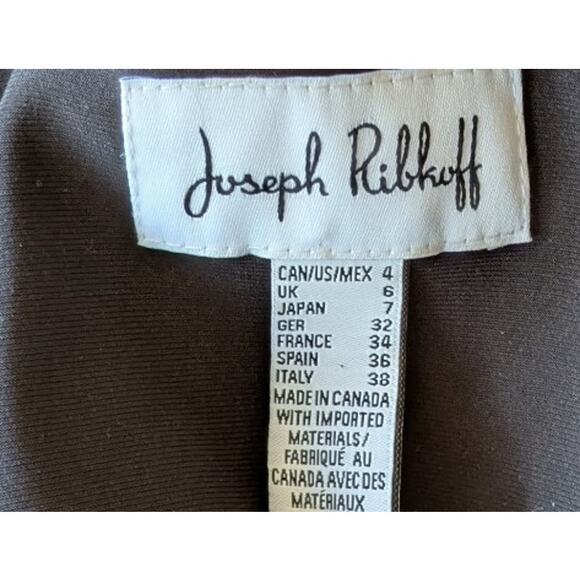 Joseph Ribkoff
CAN/US/MEX 4
UK 6
JAPAN 7
GER 32
FRANCE 34
SPAIN 36
ITALY 38
MADE IN CANADA
WITH IMPORTED
MATERIALS/
FABRIQUÉ AU
CANADA AVEC DES
MATÉRIAUX